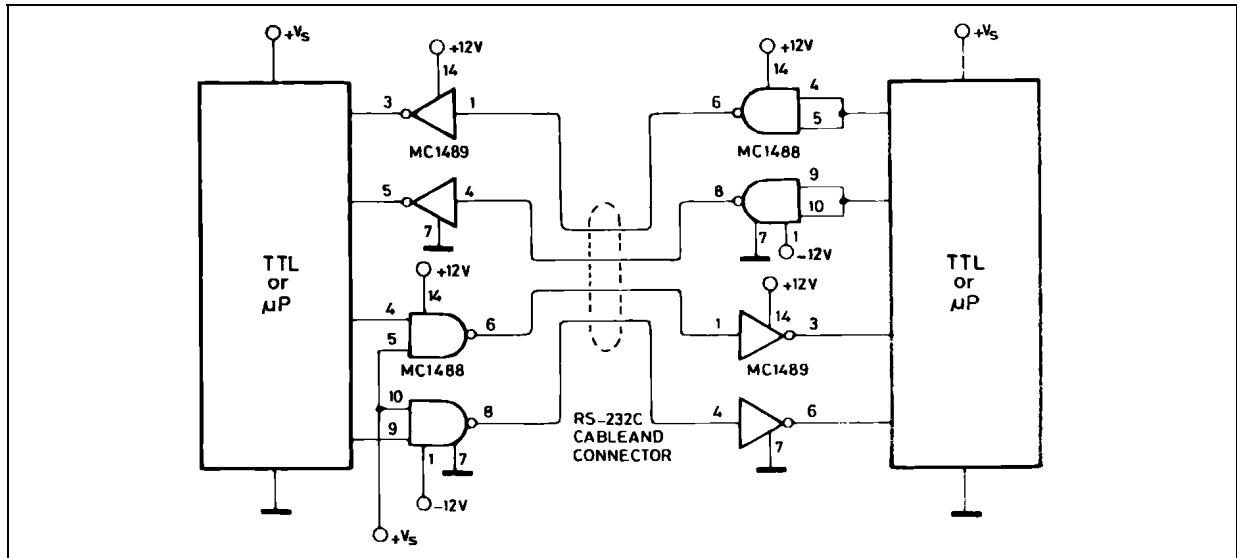 +Vs
+12V
14
3
1
MC1489
5
4
7
TTL
or
µP
+12V
14
4
5
6
MC1488
10
9
8
1
7
-12V
+Vs
RS-232C
CABLEAND
CONNECTOR
+12V
14
6
4
5
MC1488
8
9
10
7
1
-12V
+12V
14
1
3
MC1489
4
6
7
+Vs
TTL
or
µP